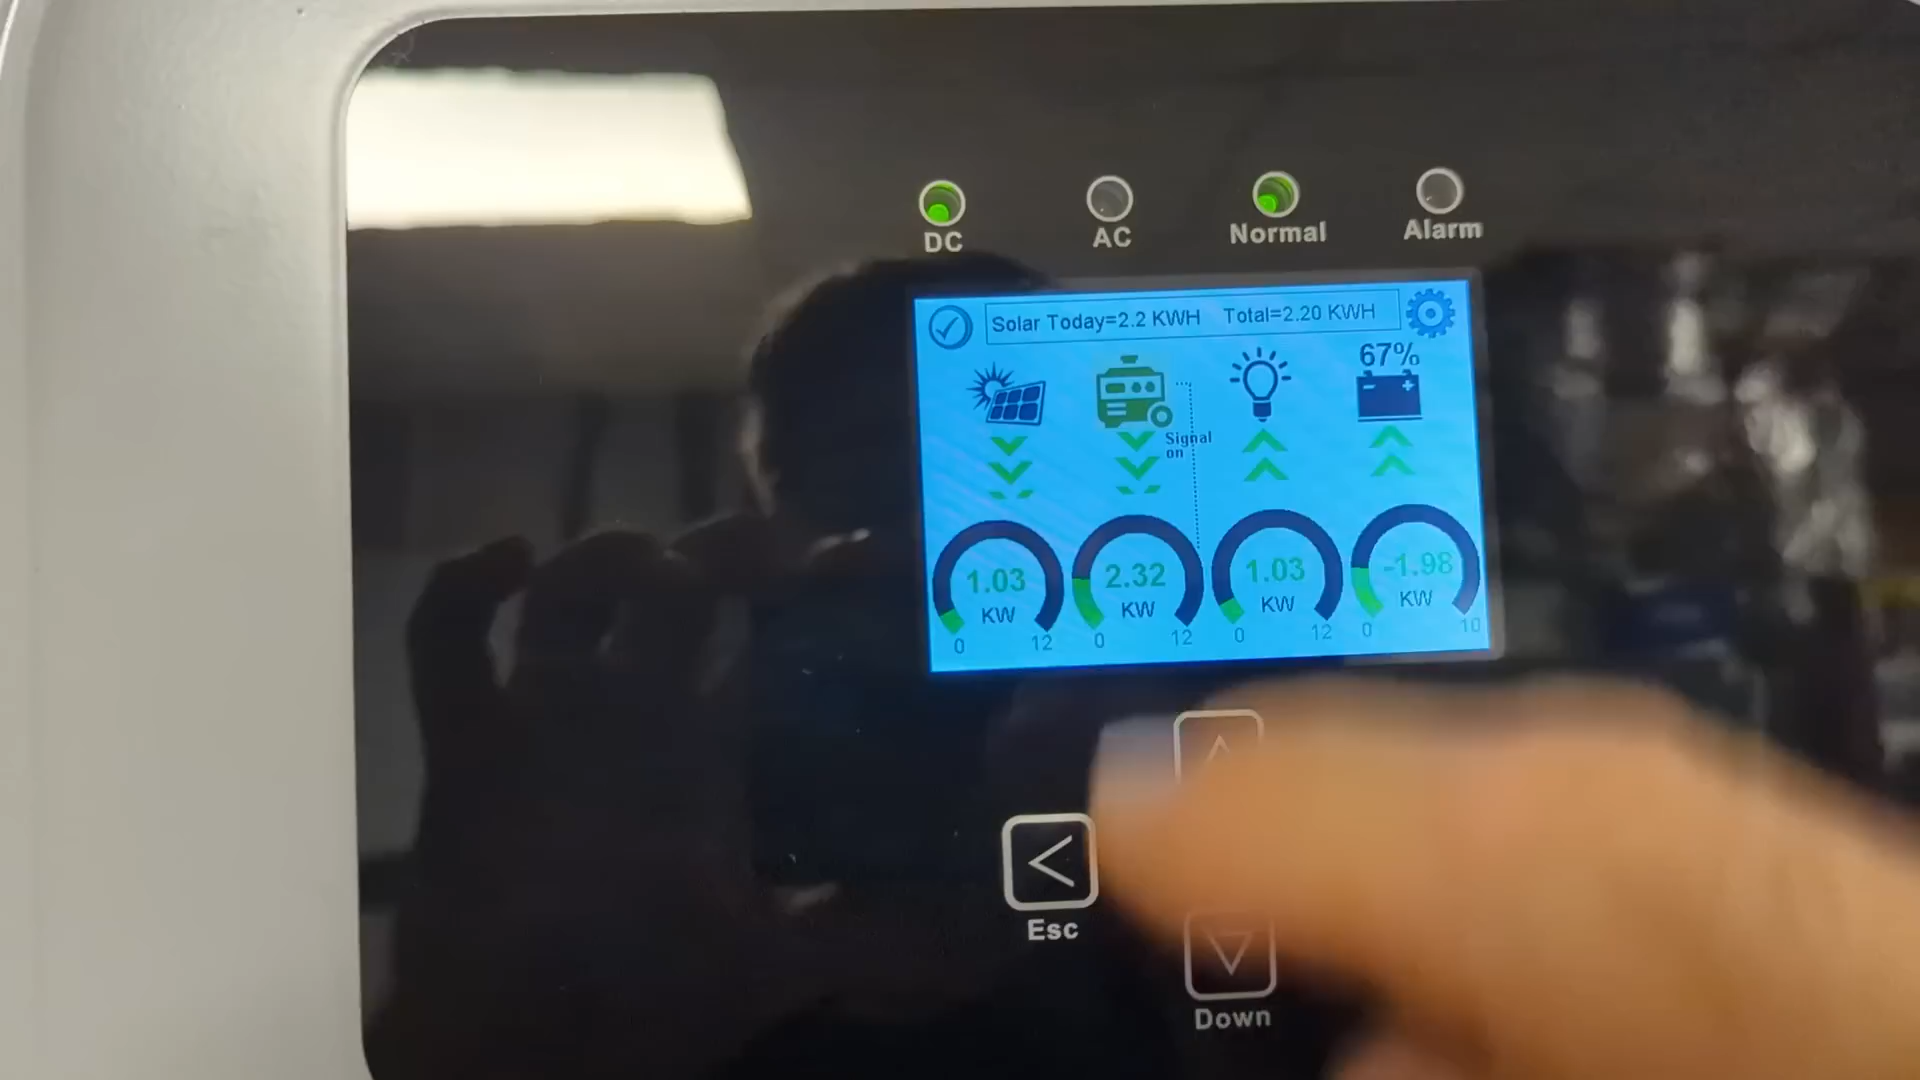 DC AC Normal Alarm
Solar Today=2.2 KWH Total=2.20 KWH
67%
Signal
on
1.03 2.32 1.03 -1.98
KW KW KW KW
0 12 0 12 0 12 0 10
Esc
Down